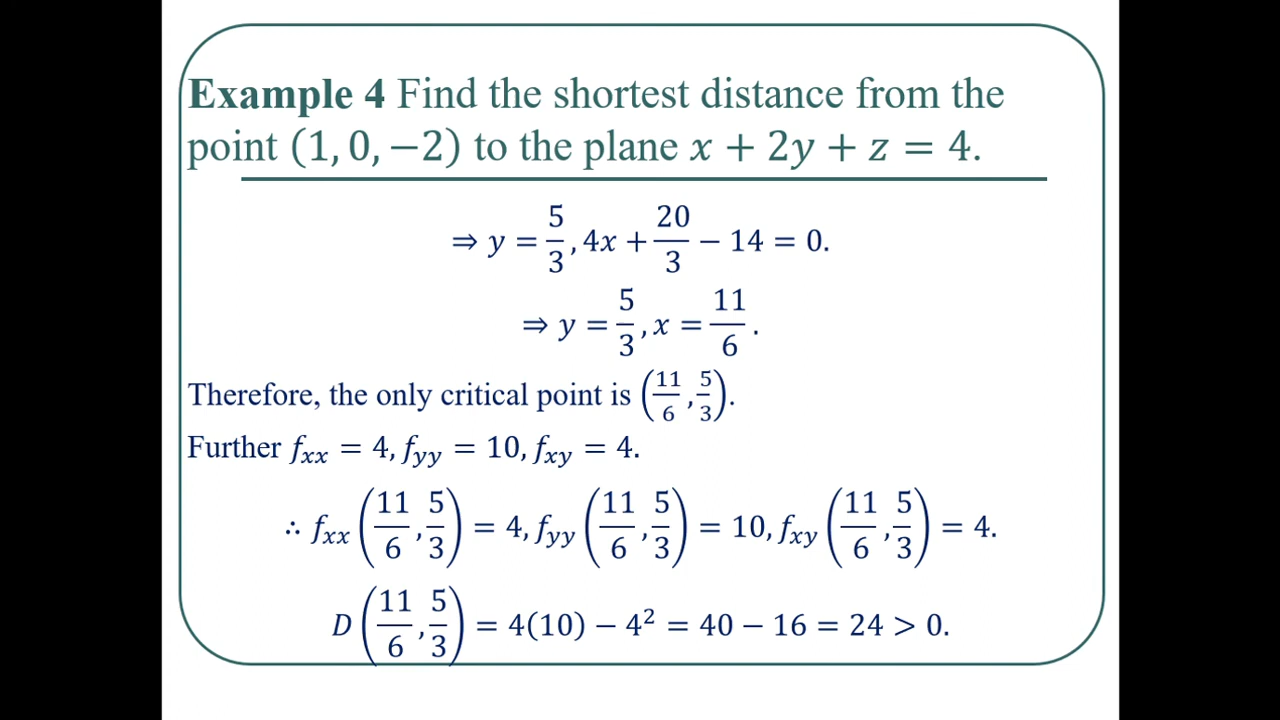 Example 4 Find the shortest distance from the
point (1, 0, −2) to the plane x + 2y + z = 4.
⇒ y = 5/3, 4x + 20/3 − 14 = 0.
⇒ y = 5/3, x = 11/6.
Therefore, the only critical point is (11/6, 5/3).
Further fₓₓ = 4, f_yy = 10, f_xy = 4.
∴ fₓₓ (11/6, 5/3) = 4, f_yy (11/6, 5/3) = 10, f_xy (11/6, 5/3) = 4.
D (11/6, 5/3) = 4(10) − 4² = 40 − 16 = 24 > 0.